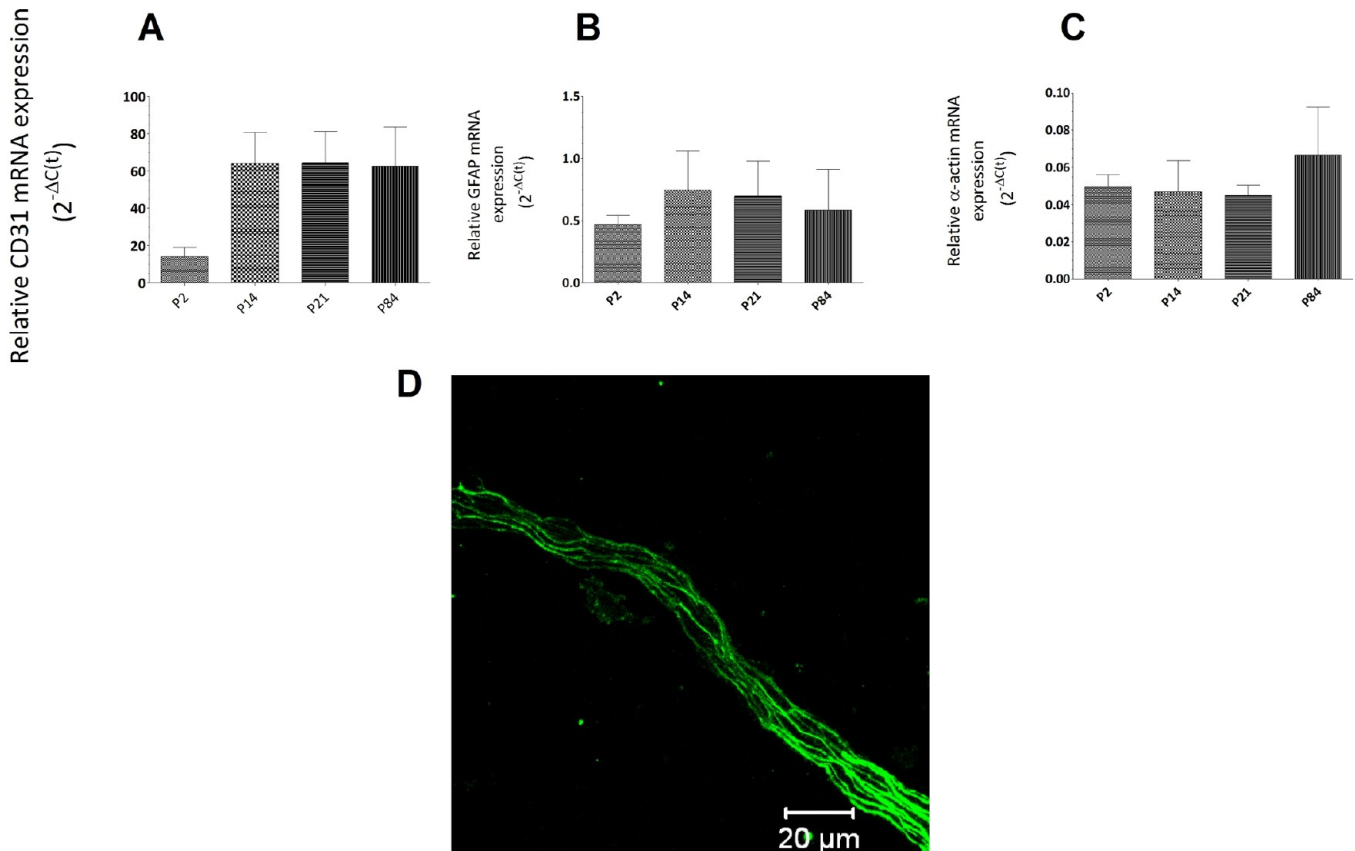 A
Relative CD31 mRNA expression
(2^-ΔC(t))
100
80
60
40
20
0
P2
P14
P21
P84
B
Relative GFAP mRNA
expression
(2^-ΔC(t))
1.5
1.0
0.5
0.0
P2
P14
P21
P84
C
Relative α-actin mRNA
expression
(2^-ΔC(t))
0.10
0.08
0.06
0.04
0.02
0.00
P2
P14
P21
P84
D
20 µm